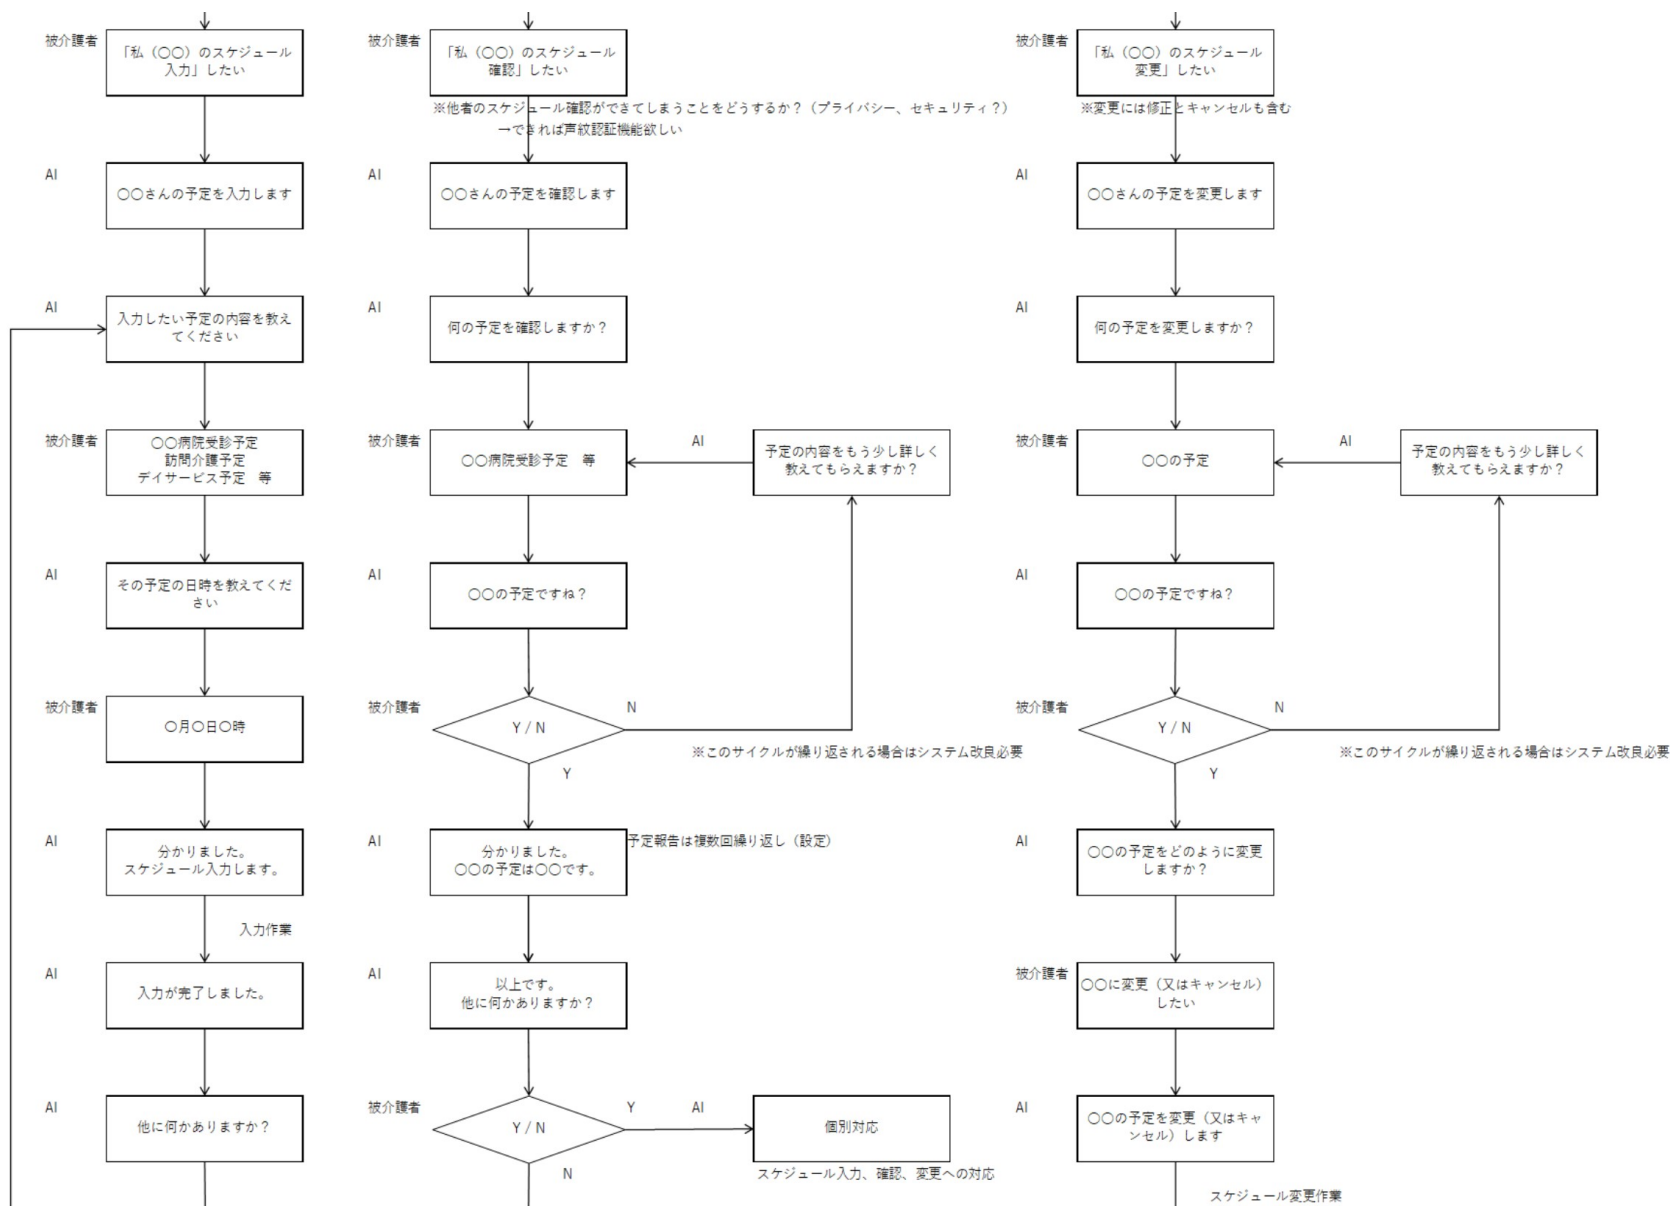 被介護者
「私（〇〇）のスケジュール
入力」したい
AI
〇〇さんの予定を入力します
AI
入力したい予定の内容を教え
てください
被介護者
〇〇病院受診予定
訪問介護予定
デイサービス予定　等
AI
その予定の日時を教えてくだ
さい
被介護者
〇月〇日〇時
AI
分かりました。
スケジュール入力します。
入力作業
AI
入力が完了しました。
AI
他に何かありますか？
被介護者
「私（〇〇）のスケジュール
確認」したい
※他者のスケジュール確認ができてしまうことをどうするか？（プライバシー、セキュリティ？）
→できれば声紋認証機能欲しい
AI
〇〇さんの予定を確認します
AI
何の予定を確認しますか？
被介護者
〇〇病院受診予定　等
AI
予定の内容をもう少し詳しく
教えてもらえますか？
AI
〇〇の予定ですね？
被介護者
Y / N
N
※このサイクルが繰り返される場合はシステム改良必要
Y
AI
分かりました。
〇〇の予定は〇〇です。
予定報告は複数回繰り返し（設定）
AI
以上です。
他に何かありますか？
被介護者
Y / N
Y
AI
個別対応
スケジュール入力、確認、変更への対応
N
被介護者
「私（〇〇）のスケジュール
変更」したい
※変更には修正とキャンセルも含む
AI
〇〇さんの予定を変更します
AI
何の予定を変更しますか？
被介護者
〇〇の予定
AI
予定の内容をもう少し詳しく
教えてもらえますか？
AI
〇〇の予定ですね？
被介護者
Y / N
N
※このサイクルが繰り返される場合はシステム改良必要
Y
AI
〇〇の予定をどのように変更
しますか？
被介護者
〇〇に変更（又はキャンセル）
したい
AI
〇〇の予定を変更（又はキャ
ンセル）します
スケジュール変更作業